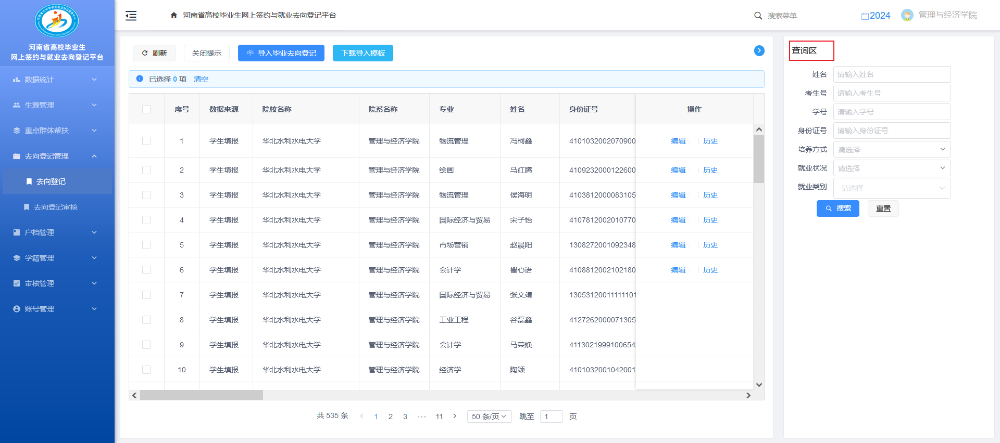 河南省高校毕业生
网上签约与就业去向登记平台
数据统计
生源管理
重点群体帮扶
去向登记管理
去向登记
去向登记审核
户档管理
学籍管理
审核管理
账号管理
河南省高校毕业生网上签约与就业去向登记平台
搜索菜单...
2024
管理与经济学院
刷新 关闭提示 导入毕业去向登记 下载导入模板
已选择 0 项 清空
序号 数据来源 院校名称 院系名称 专业 姓名 身份证号 操作
1 学生填报 华北水利水电大学 管理与经济学院 物流管理 冯柯鑫 4101032002070900 编辑 历史
2 学生填报 华北水利水电大学 管理与经济学院 绘画 马红腾 4109232000122600 编辑 历史
3 学生填报 华北水利水电大学 管理与经济学院 物流管理 侯海明 4103812000083105 编辑 历史
4 学生填报 华北水利水电大学 管理与经济学院 国际经济与贸易 宋子怡 4107812002010770 编辑 历史
5 学生填报 华北水利水电大学 管理与经济学院 市场营销 赵晨阳 1308272001092348 编辑 历史
6 学生填报 华北水利水电大学 管理与经济学院 会计学 翟心语 4108812002102180 编辑 历史
7 学生填报 华北水利水电大学 管理与经济学院 国际经济与贸易 张文靖 13053120011111101
8 学生填报 华北水利水电大学 管理与经济学院 工业工程 谷磊鑫 4127262000071305
9 学生填报 华北水利水电大学 管理与经济学院 会计学 马荣焕 4113021999100654
10 学生填报 华北水利水电大学 管理与经济学院 经济学 陶颂 4101032001042001
共 535 条 1 2 3 ••• 11 50 条/页 跳至 1 页
查询区
姓名 请输入姓名
考生号 请输入考生号
学号 请输入学号
身份证号 请输入身份证号
培养方式 请选择
就业状况 请选择
就业类别 请选择
搜索 重置